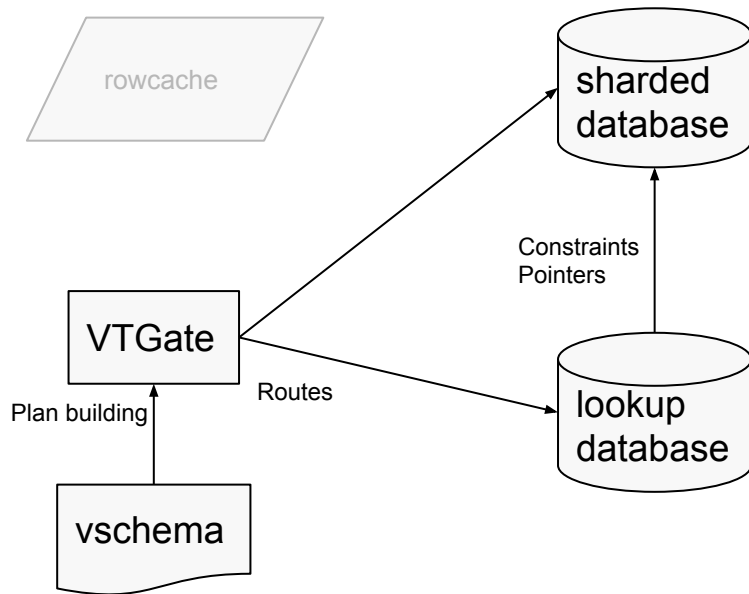 rowcache
sharded
database
Constraints
Pointers
VTGate
Routes
Plan building
lookup
database
vschema